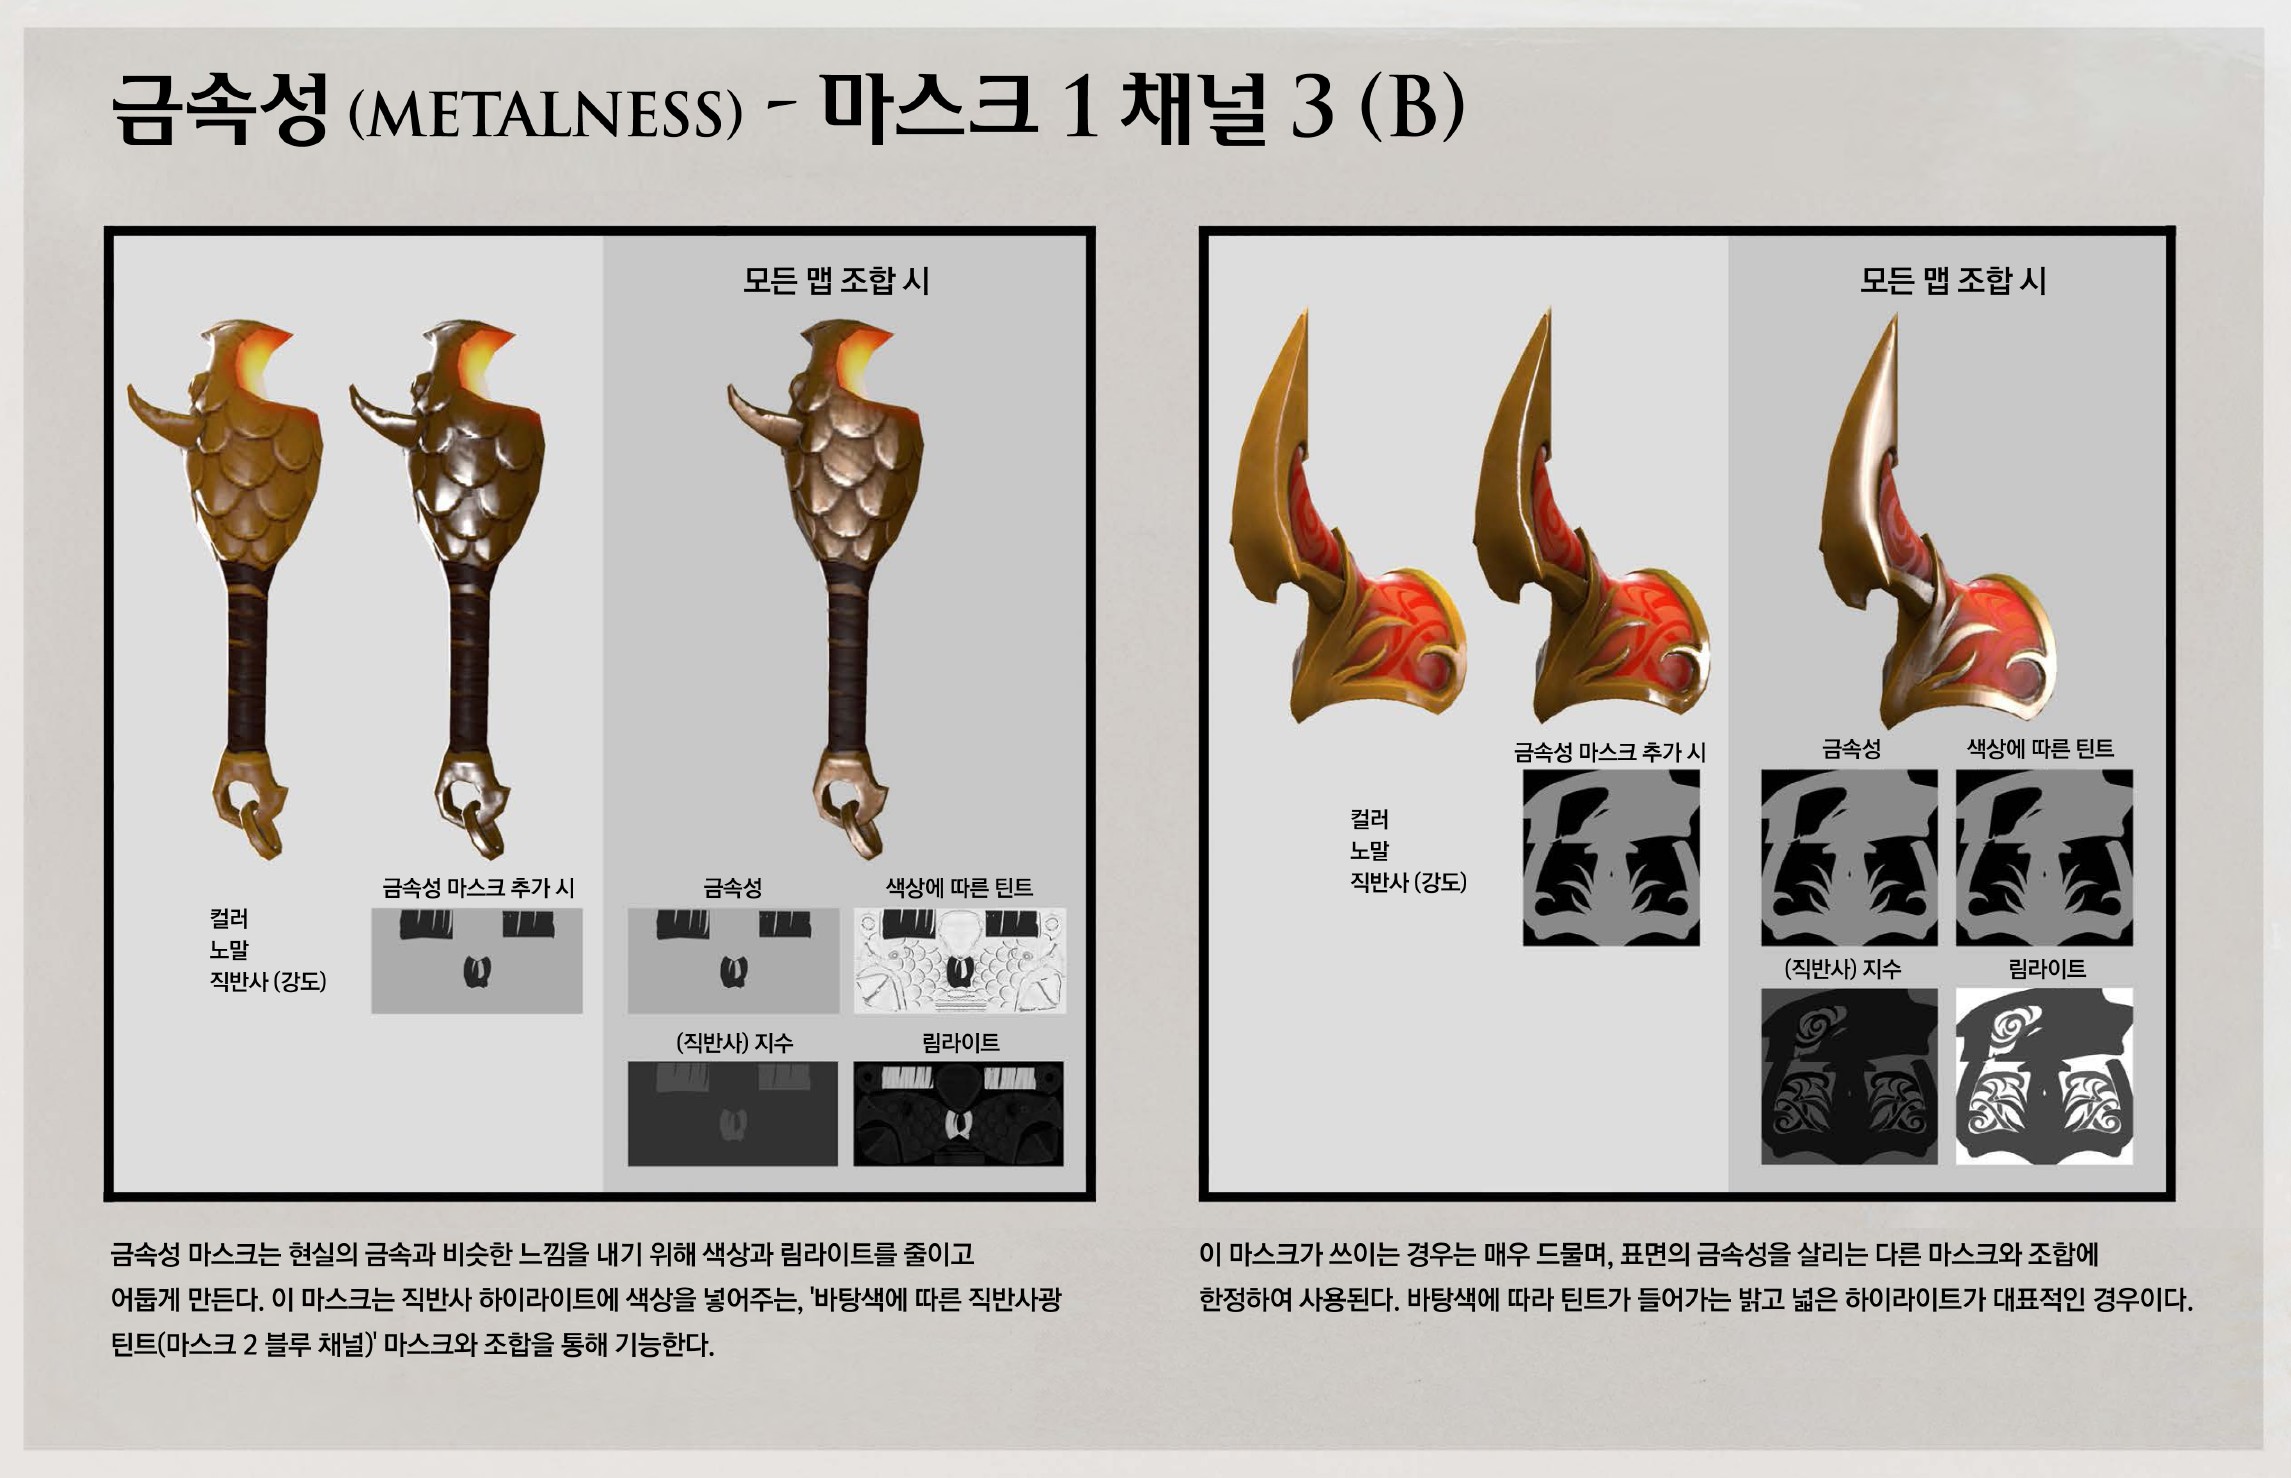 금속성 (METALNESS) - 마스크 1 채널 3 (B)
모든 맵 조합 시
금속성 마스크 추가 시
컬러
노말
직반사 (강도)
금속성
색상에 따른 틴트
(직반사) 지수
림라이트
모든 맵 조합 시
금속성 마스크 추가 시
컬러
노말
직반사 (강도)
금속성
색상에 따른 틴트
(직반사) 지수
림라이트
금속성 마스크는 현실의 금속과 비슷한 느낌을 내기 위해 색상과 림라이트를 줄이고
어둡게 만든다. 이 마스크는 직반사 하이라이트에 색상을 넣어주는, '바탕색에 따른 직반사광
틴트(마스크 2 블루 채널)' 마스크와 조합을 통해 기능한다.
이 마스크가 쓰이는 경우는 매우 드물며, 표면의 금속성을 살리는 다른 마스크와 조합에
한정하여 사용된다. 바탕색에 따라 틴트가 들어가는 밝고 넓은 하이라이트가 대표적인 경우이다.